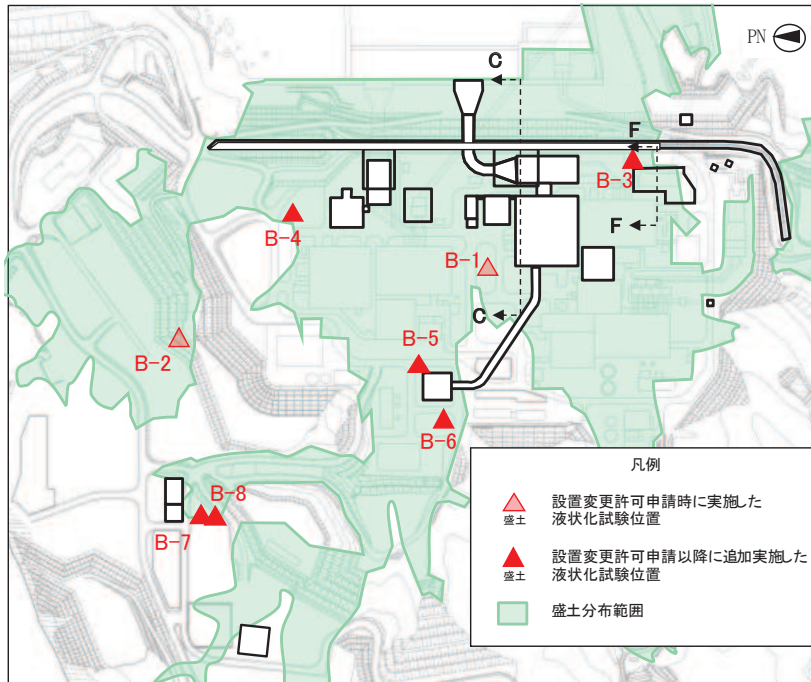 PN
C
F
B-3
B-4
F
B-1
C
B-5
B-2
B-6
B-8
B-7
凡例
設置変更許可申請時に実施した
盛土
液状化試験位置
設置変更許可申請以降に追加実施した
盛土
液状化試験位置
盛土分布範囲